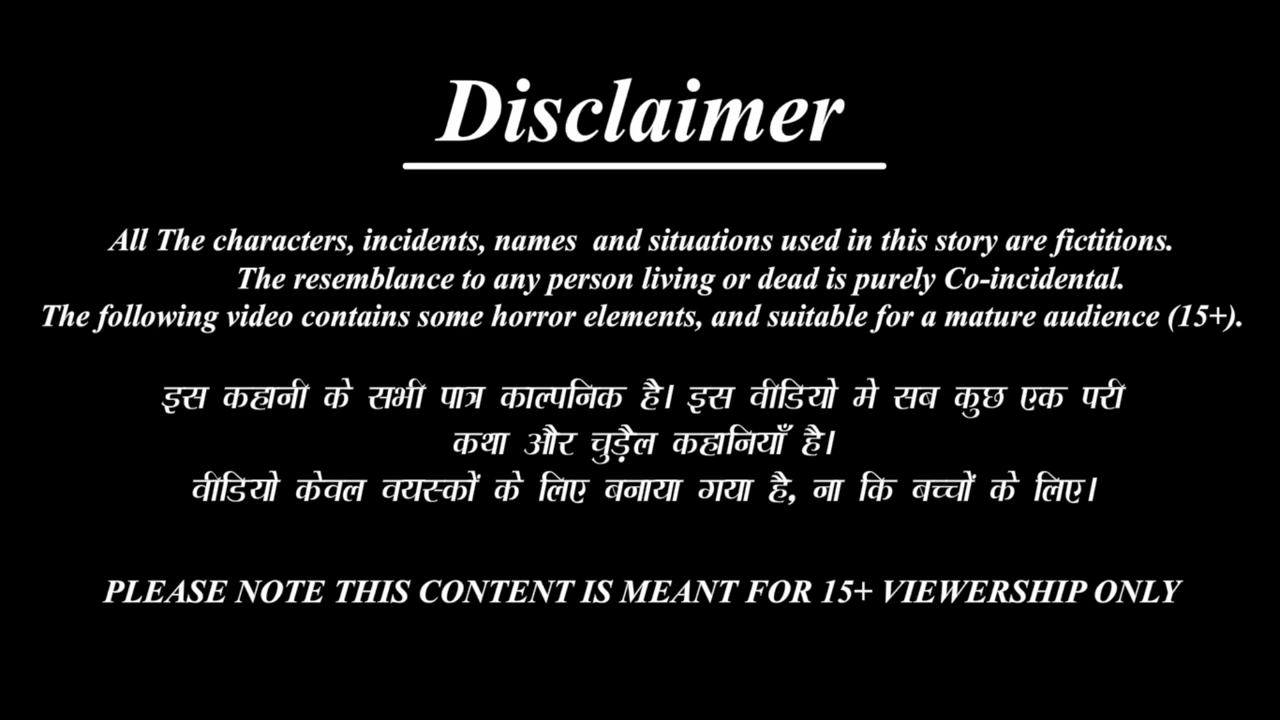 Disclaimer
All The characters, incidents, names and situations used in this story are fictitions.
The resemblance to any person living or dead is purely Co-incidental.
The following video contains some horror elements, and suitable for a mature audience (15+).
इस कहानी के सभी पात्र काल्पनिक है। इस वीडियो मे सब कुछ एक परी
कथा और चुड़ैल कहानियाँ है।
वीडियो केवल वयस्कों के लिए बनाया गया है, ना कि बच्चों के लिए।
PLEASE NOTE THIS CONTENT IS MEANT FOR 15+ VIEWERSHIP ONLY